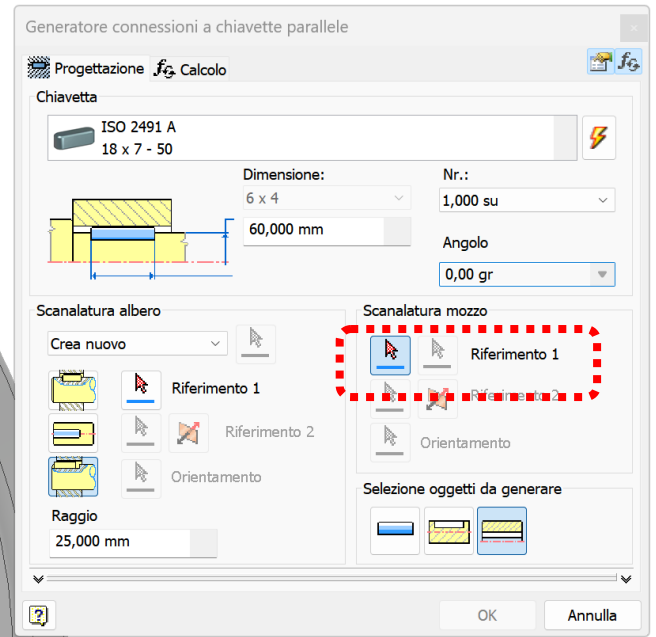 Generatore connessioni a chiavette parallele
Progettazione
Calcolo
Chiavetta
ISO 2491 A
18 x 7 - 50
Dimensione:
Nr.:
6 x 4
1,000 su
60,000 mm
Angolo
0,00 gr
Scanalatura albero
Scanalatura mozzo
Crea nuovo
Riferimento 1
Riferimento 1
Riferimento 2
Riferimento 2
Orientamento
Orientamento
Selezione oggetti da generare
Raggio
25,000 mm
OK
Annulla